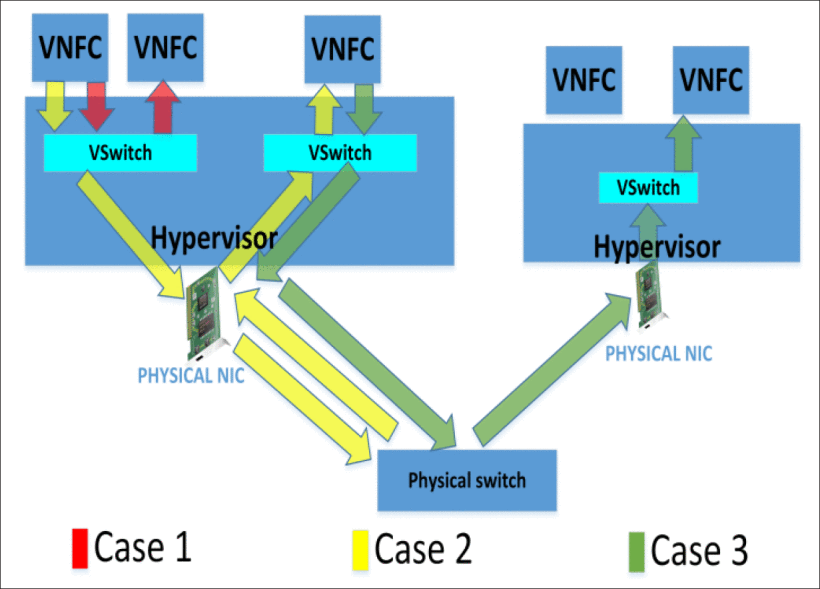 VNFC
VNFC
VNFC
VNFC
VNFC
VSwitch
VSwitch
VSwitch
Hypervisor
Hypervisor
PHYSICAL NIC
PHYSICAL NIC
Physical switch
Case 1
Case 2
Case 3